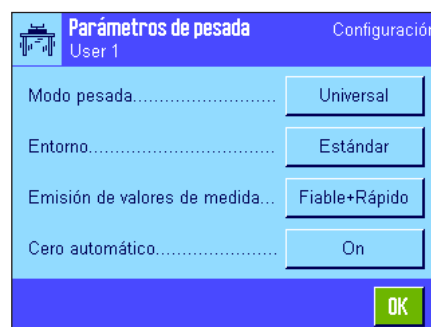 Parámetros de pesada Configuración
User 1
Modo pesada.......................... Universal
Entorno.................................. Estándar
Emisión de valores de medida... Fiable+Rápido
Cero automático...................... On
OK